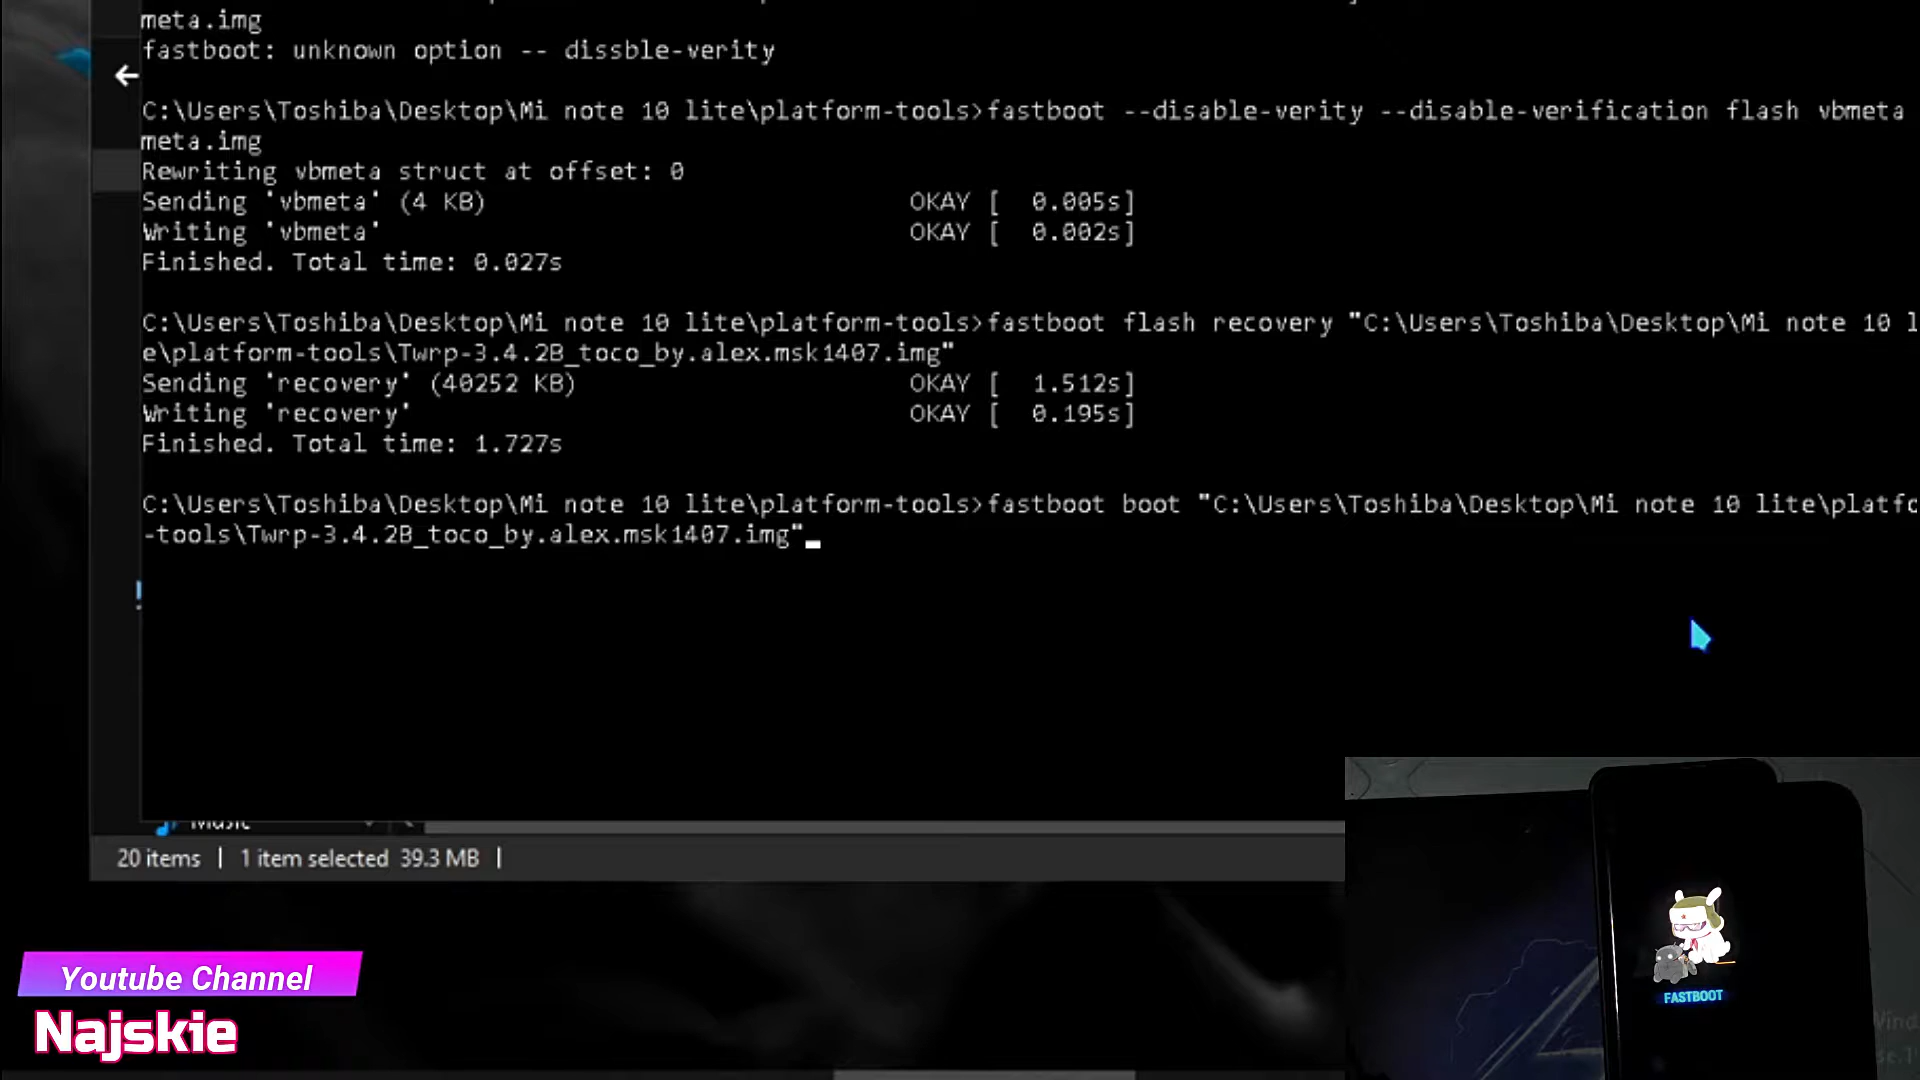 meta.img
fastboot: unknown option -- dissble-verity
C:\Users\Toshiba\Desktop\Mi note 10 lite\platform-tools>fastboot --disable-verity --disable-verification flash vbmeta
meta.img
Rewriting vbmeta struct at offset: 0
Sending 'vbmeta' (4 KB) OKAY [ 0.005s]
Writing 'vbmeta' OKAY [ 0.002s]
Finished. Total time: 0.027s
C:\Users\Toshiba\Desktop\Mi note 10 lite\platform-tools>fastboot flash recovery "C:\Users\Toshiba\Desktop\Mi note 10 l
e\platform-tools\Twrp-3.4.2B_toco_by.alex.msk1407.img"
Sending 'recovery' (40252 KB) OKAY [ 1.512s]
Writing 'recovery' OKAY [ 0.195s]
Finished. Total time: 1.727s
C:\Users\Toshiba\Desktop\Mi note 10 lite\platform-tools>fastboot boot "C:\Users\Toshiba\Desktop\Mi note 10 lite\platfo
-tools\Twrp-3.4.2B_toco_by.alex.msk1407.img"
Music
20 items | 1 item selected 39.3 MB |
FASTBOOT
Youtube Channel
Najskie